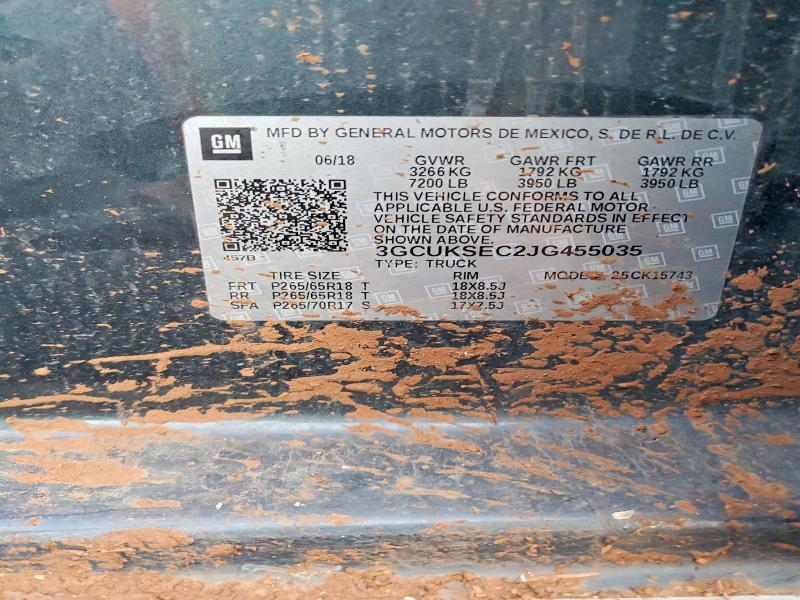 GM MFD BY GENERAL MOTORS DE MEXICO, S. DE R.L. DE C.V.
06/18 GVWR GAWR FRT GAWR RR
3266 KG 1792 KG 1792 KG
7200 LB 3950 LB 3950 LB
THIS VEHICLE CONFORMS TO ALL
APPLICABLE U.S. FEDERAL MOTOR
VEHICLE SAFETY STANDARDS IN EFFECT
ON THE DATE OF MANUFACTURE
SHOWN ABOVE.
457B 3GCUKSEC2JG455035
TYPE: TRUCK
TIRE SIZE RIM MODEL: 25CK15743
FRT P265/65R18 T 18X8.5J
RR P265/65R18 T 18X8.5J
SPA P265/70R17 S 17X7.5J